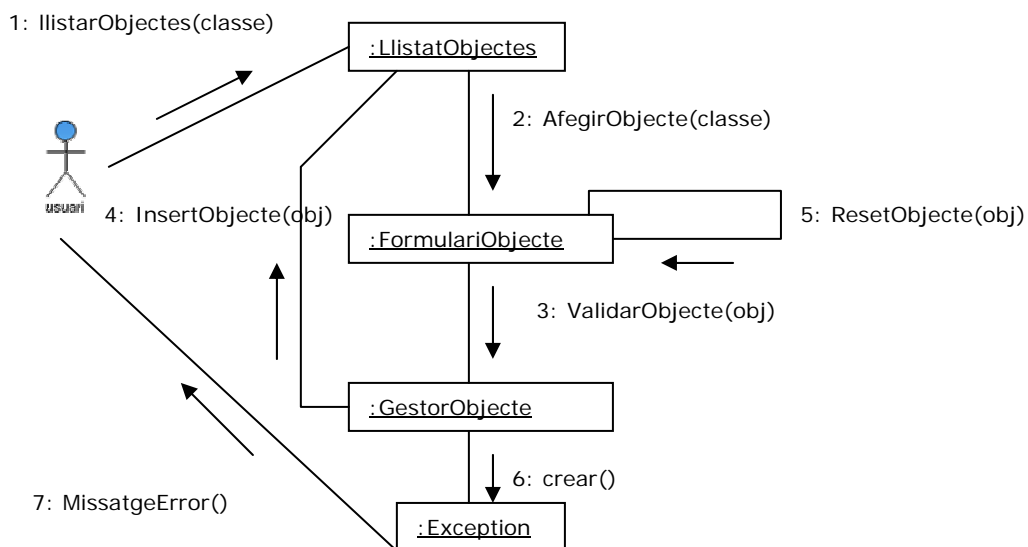 1: llistarObjectes(classe)
:LlistatObjectes
2: AfegirObjecte(classe)
usuari
4: InsertObjecte(obj)
5: ResetObjecte(obj)
:FormulariObjecte
3: ValidarObjecte(obj)
:GestorObjecte
6: crear()
7: MissatgeError()
:Exception